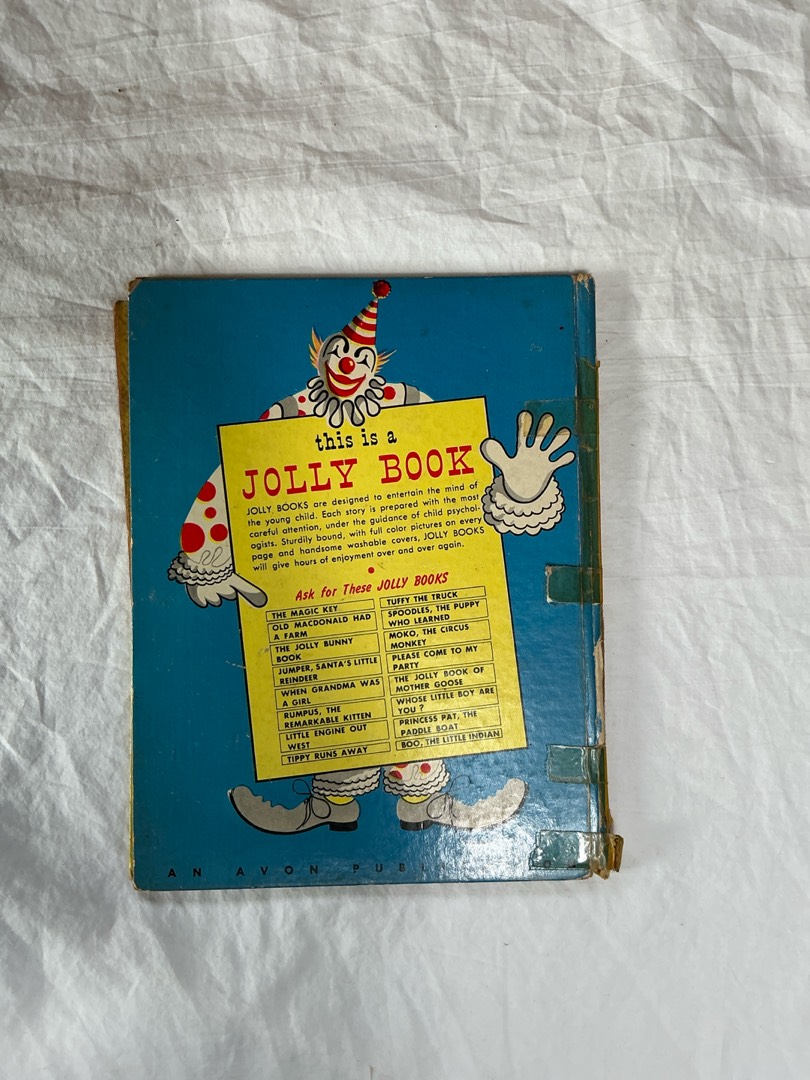 this is a
JOLLY BOOK
JOLLY BOOKS are designed to entertain the mind of
the young child. Each story is prepared with the most
careful attention, under the guidance of child psychol-
ogists. Sturdily bound, with full color pictures on every
page and handsome washable covers, JOLLY BOOKS
will give hours of enjoyment over and over again.
Ask for These JOLLY BOOKS
THE MAGIC KEY
OLD MACDONALD HAD
A FARM
THE JOLLY BUNNY
BOOK
JUMPER, SANTA'S LITTLE
REINDEER
WHEN GRANDMA WAS
A GIRL
RUMPUS, THE
REMARKABLE KITTEN
LITTLE ENGINE OUT
WEST
TIPPY RUNS AWAY
TUFFY THE TRUCK
SPOODLES, THE PUPPY
WHO LEARNED
MOKO, THE CIRCUS
MONKEY
PLEASE COME TO MY
PARTY
THE JOLLY BOOK OF
MOTHER GOOSE
WHOSE LITTLE BOY ARE
YOU ?
PRINCESS PAT, THE
PADDLE BOAT
BOO, THE LITTLE INDIAN
AN AVON